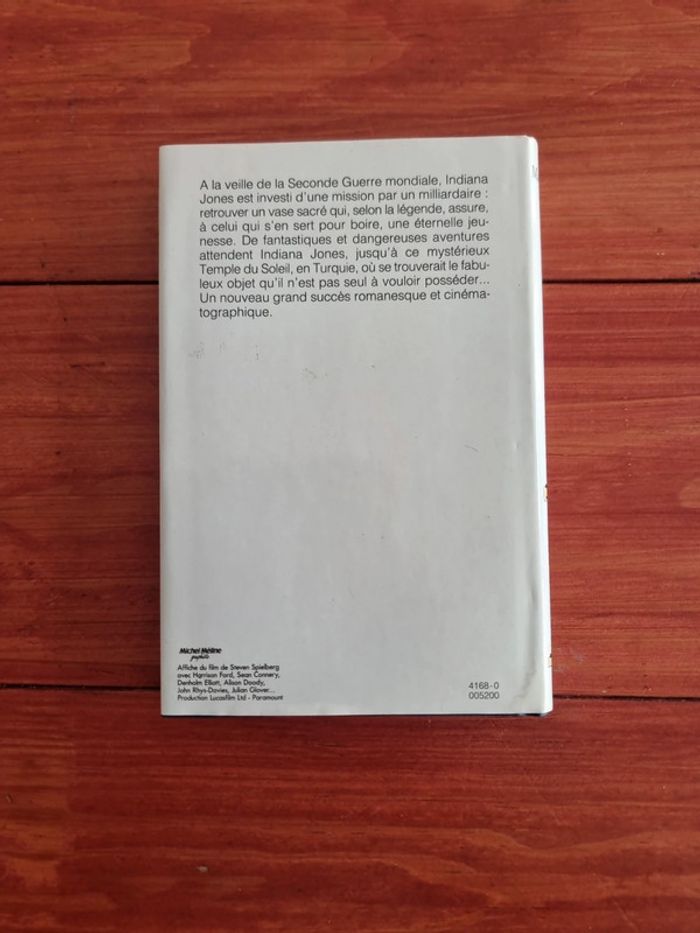 A la veille de la Seconde Guerre mondiale, Indiana
Jones est investi d'une mission par un milliardaire :
retrouver un vase sacré qui, selon la légende, assure,
à celui qui s'en sert pour boire, une éternelle jeu-
nesse. De fantastiques et dangereuses aventures
attendent Indiana Jones, jusqu'à ce mystérieux
Temple du Soleil, en Turquie, où se trouverait le fabu-
leux objet qu'il n'est pas seul à vouloir posséder...
Un nouveau grand succès romanesque et cinéma-
tographique.
Michel Méline
Affiche du film de Steven Spielberg
avec Harrison Ford, Sean Connery,
Denholm Elliott, Alison Doody,
John Rhys-Davies, Julian Glover...
Production Lucasfilm Ltd - Paramount
4168-0
005200